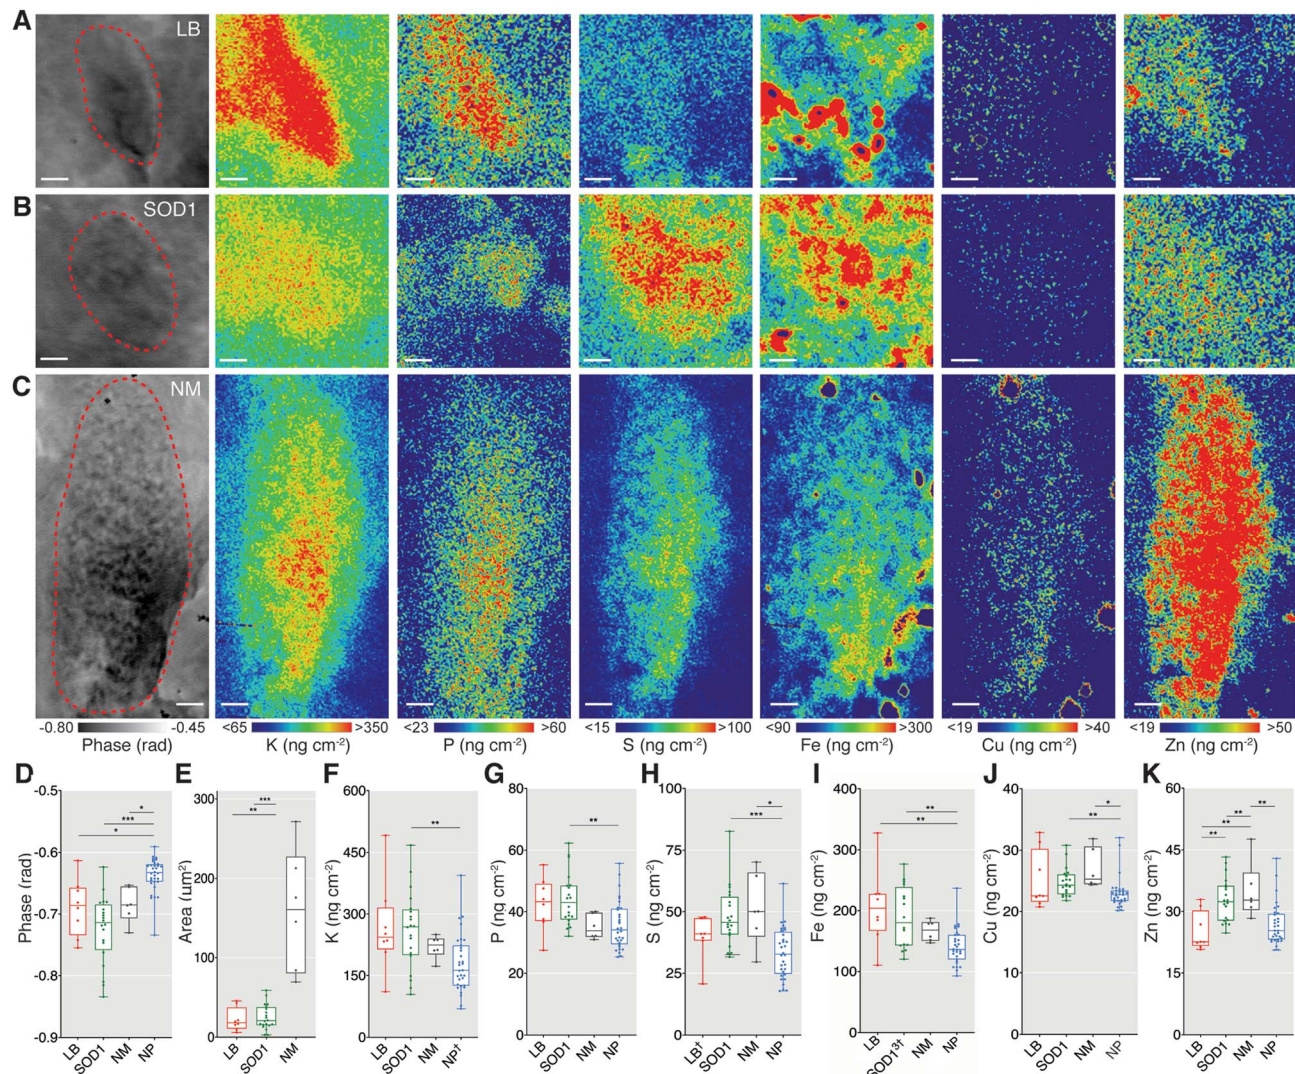 A
LB
B
SOD1
C
NM
-0.80 -0.45 <65 >350 <23 >60 <15 >100 <90 >300 <19 >40 <19 >50
Phase (rad) K (ng cm⁻²) P (ng cm⁻²) S (ng cm⁻²) Fe (ng cm⁻²) Cu (ng cm⁻²) Zn (ng cm⁻²)
D
Phase (rad)
-0.5
-0.6
-0.7
-0.8
-0.9
*
***
*
LB SOD1 NM NP
E
Area (um²)
300
200
100
0
***
**
LB SOD1 NM
F
K (ng cm⁻²)
600
450
300
150
0
**
LB SOD1 NM NP†
G
P (ng cm⁻²)
80
60
40
20
0
**
LB SOD1 NM NP
H
S (ng cm⁻²)
100
75
50
25
0
*
***
LB† SOD1 NM NP
I
Fe (ng cm⁻²)
400
300
200
100
0
**
**
LB SOD1³† NM NP
J
Cu (ng cm⁻²)
40
30
20
10
0
*
**
LB SOD1 NM NP
K
Zn (ng cm⁻²)
60
45
30
15
0
**
**
**
**
LB SOD1 NM NP